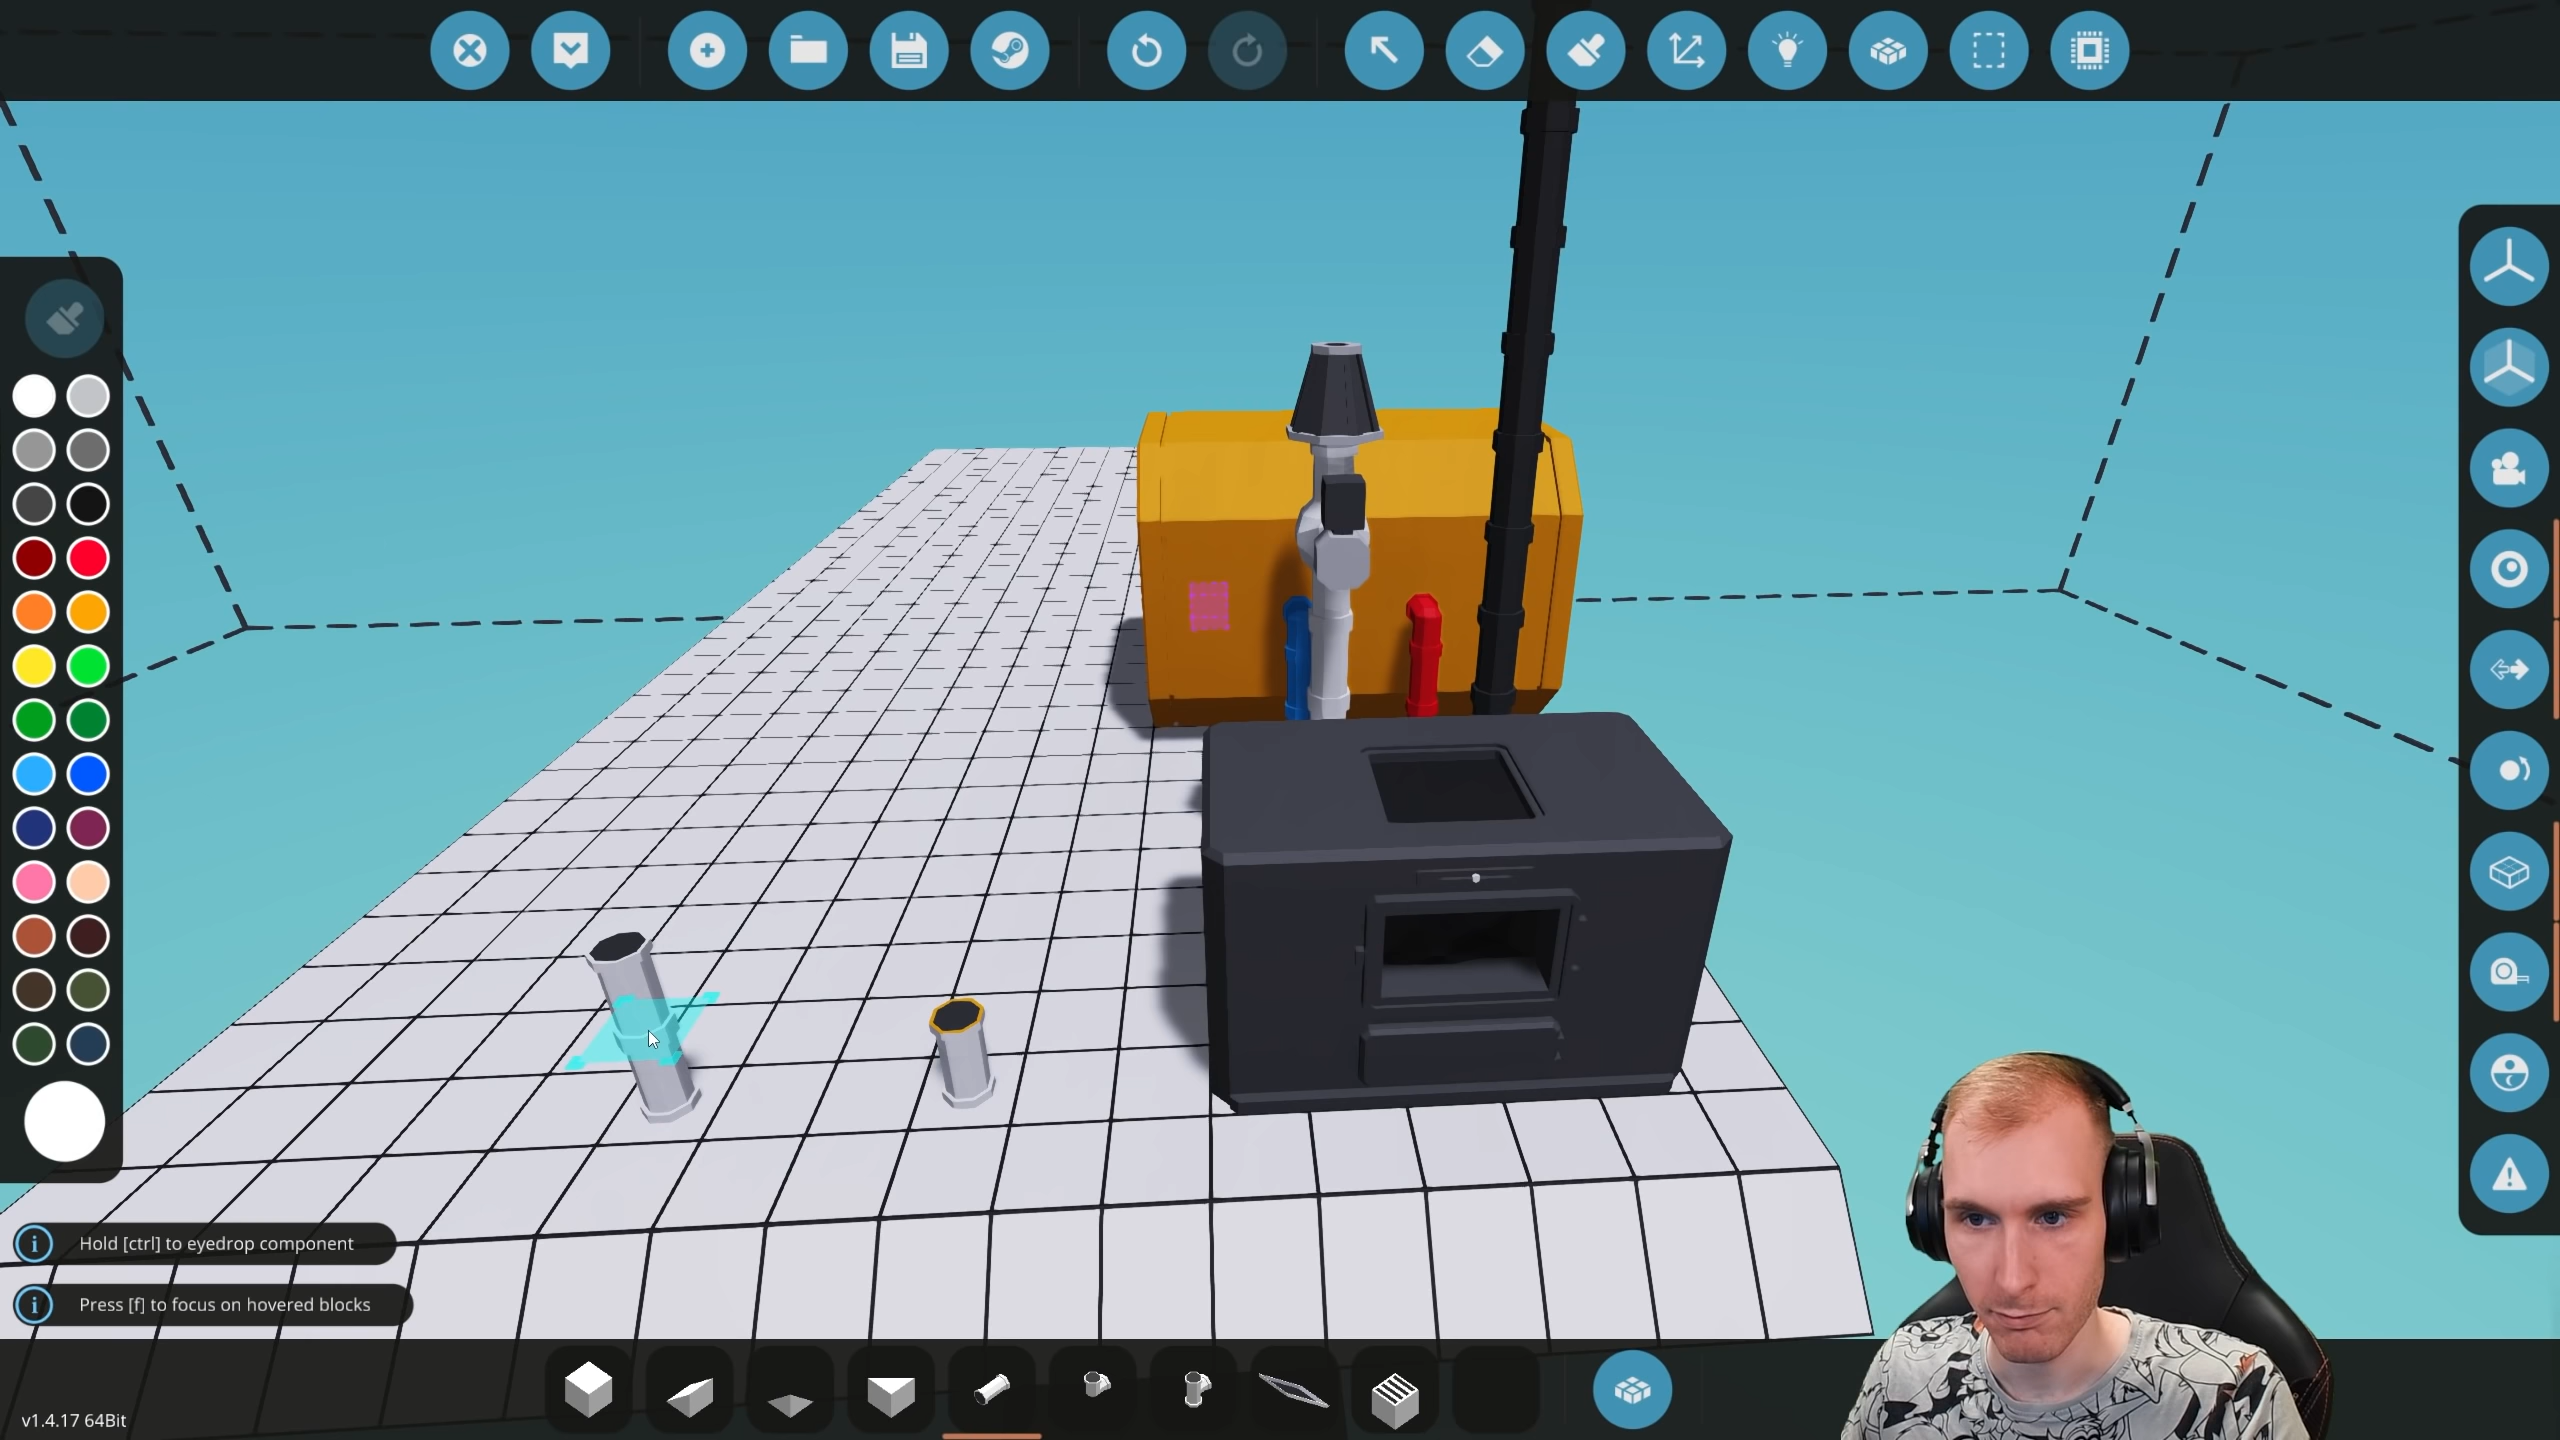 Hold [ctrl] to eyedrop component
Press [f] to focus on hovered blocks
v1.4.17 64Bit